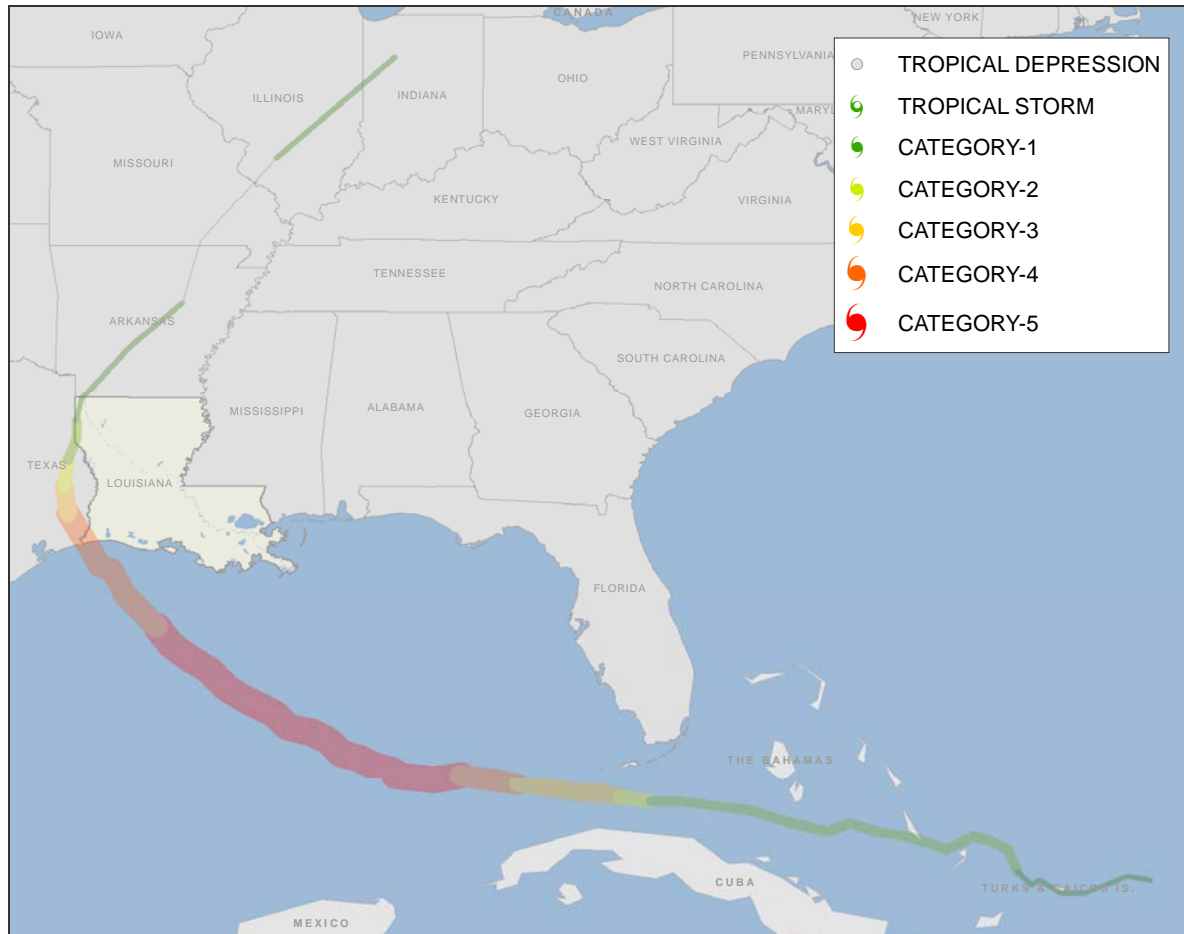 CANADA
NEW YORK
IOWA
PENNSYLVANIA
OHIO
ILLINOIS
INDIANA
MARYL
WEST VIRGINIA
MISSOURI
KENTUCKY
VIRGINIA
TENNESSEE
NORTH CAROLINA
ARKANSAS
SOUTH CAROLINA
MISSISSIPPI
ALABAMA
GEORGIA
TEXAS
LOUISIANA
FLORIDA
THE BAHAMAS
CUBA
TURKS & CAICOS IS.
MEXICO
TROPICAL DEPRESSION
TROPICAL STORM
CATEGORY-1
CATEGORY-2
CATEGORY-3
CATEGORY-4
CATEGORY-5